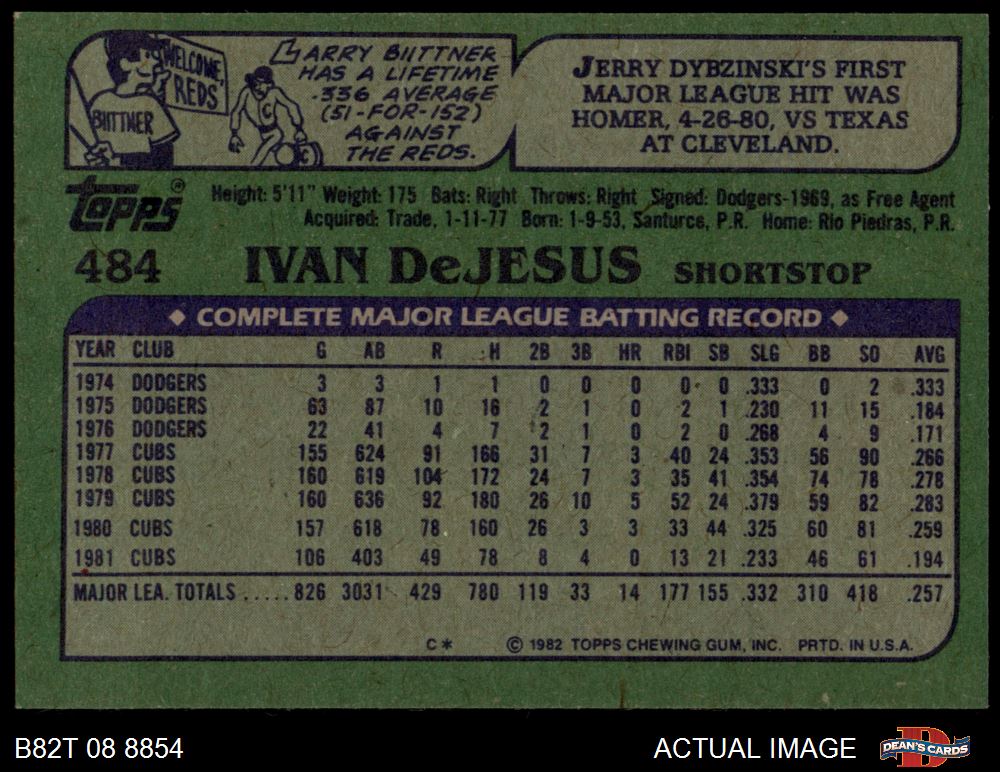 WELCOME,
REDS
BIITTNER
LARRY BIITTNER
HAS A LIFETIME
.336 AVERAGE
(51-FOR-152)
AGAINST
THE REDS.
C
JERRY DYBZINSKI'S FIRST
MAJOR LEAGUE HIT WAS
HOMER, 4-26-80, VS TEXAS
AT CLEVELAND.
TOPPS®
Height: 5'11" Weight: 175 Bats: Right Throws: Right Signed: Dodgers-1969, as Free Agent
Acquired: Trade, 1-11-77 Born: 1-9-53, Santurce, P.R. Home: Rio Piedras, P.R.
484 IVAN DeJESUS SHORTSTOP
◆ COMPLETE MAJOR LEAGUE BATTING RECORD ◆
YEAR CLUB G AB R H 2B 3B HR RBI SB SLG BB SO AVG
1974 DODGERS 3 3 1 1 0 0 0 0 0 .333 0 2 .333
1975 DODGERS 63 87 10 16 2 1 0 2 1 .230 11 15 .184
1976 DODGERS 22 41 4 7 2 1 0 2 0 .268 4 9 .171
1977 CUBS 155 624 91 166 31 7 3 40 24 .353 56 90 .266
1978 CUBS 160 619 104 172 24 7 3 35 41 .354 74 78 .278
1979 CUBS 160 636 92 180 26 10 5 52 24 .379 59 82 .283
1980 CUBS 157 618 78 160 26 3 3 33 44 .325 60 81 .259
1981 CUBS 106 403 49 78 8 4 0 13 21 .233 46 61 .194
MAJOR LEA. TOTALS ..... 826 3031 429 780 119 33 14 177 155 .332 310 418 .257
C* © 1982 TOPPS CHEWING GUM, INC. PRTD. IN U.S.A.
B82T 08 8854 ACTUAL IMAGE D DEAN'S CARDS